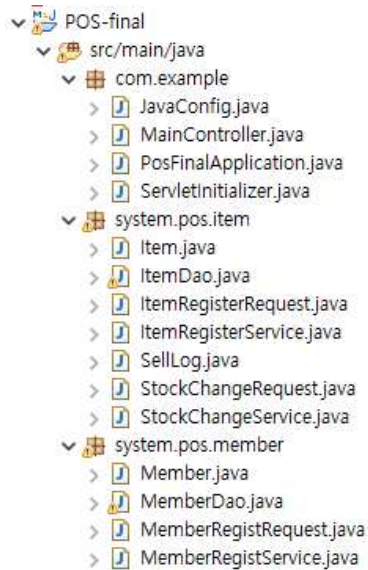 POS-final
src/main/java
com.example
JavaConfig.java
MainController.java
PosFinalApplication.java
ServletInitializer.java
system.pos.item
Item.java
ItemDao.java
ItemRegisterRequest.java
ItemRegisterService.java
SellLog.java
StockChangeRequest.java
StockChangeService.java
system.pos.member
Member.java
MemberDao.java
MemberRegistRequest.java
MemberRegistService.java